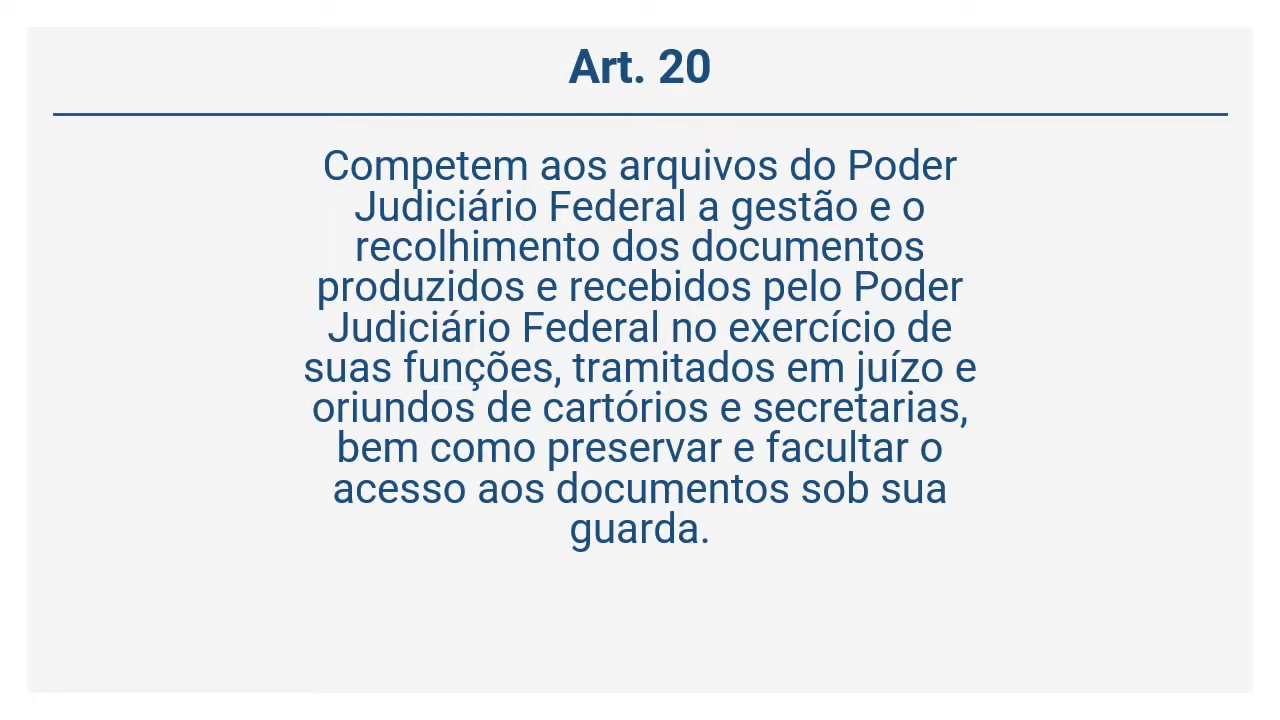 Art. 20
Competem aos arquivos do Poder
Judiciário Federal a gestão e o
recolhimento dos documentos
produzidos e recebidos pelo Poder
Judiciário Federal no exercício de
suas funções, tramitados em juízo e
oriundos de cartórios e secretarias,
bem como preservar e facultar o
acesso aos documentos sob sua
guarda.